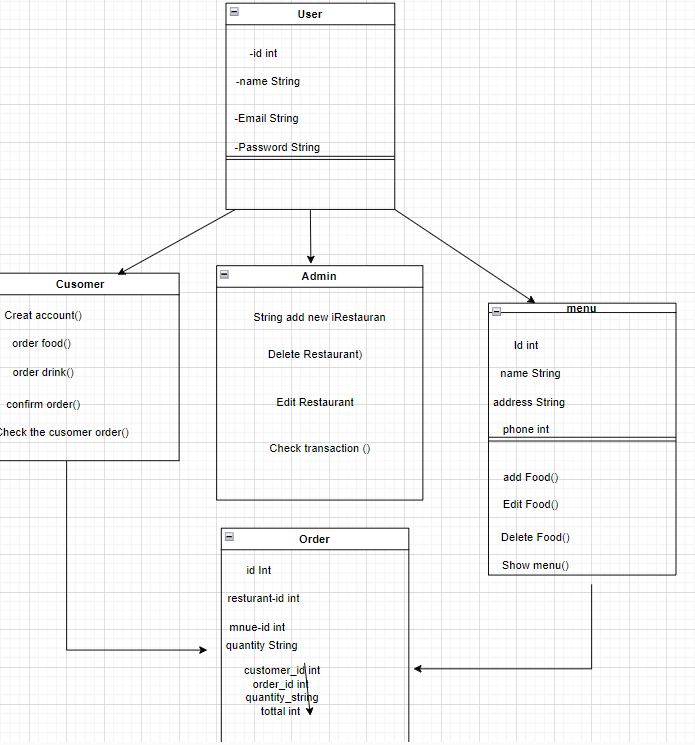 User
-id int
-name String
-Email String
-Password String
Cusomer
Creat account()
order food()
order drink()
confirm order()
Check the cusomer order()
Admin
String add new iRestauran
Delete Restaurant)
Edit Restaurant
Check transaction ()
menu
Id int
name String
address String
phone int
add Food()
Edit Food()
Delete Food()
Show menu()
Order
id Int
resturant-id int
mnue-id int
quantity String
customer_id int
order_id int
quantity_string
tottal int